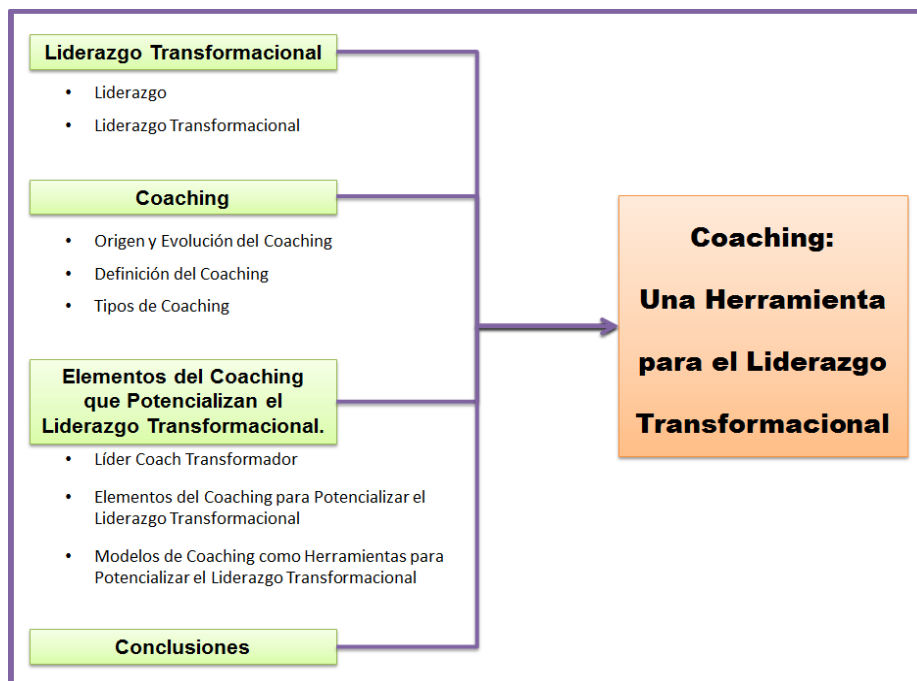 Liderazgo Transformacional
• Liderazgo
• Liderazgo Transformacional
Coaching
• Origen y Evolución del Coaching
• Definición del Coaching
• Tipos de Coaching
Elementos del Coaching
que Potencializan el
Liderazgo Transformacional.
• Líder Coach Transformador
• Elementos del Coaching para Potencializar el
Liderazgo Transformacional
• Modelos de Coaching como Herramientas para
Potencializar el Liderazgo Transformacional
Conclusiones
Coaching:
Una Herramienta
para el Liderazgo
Transformacional